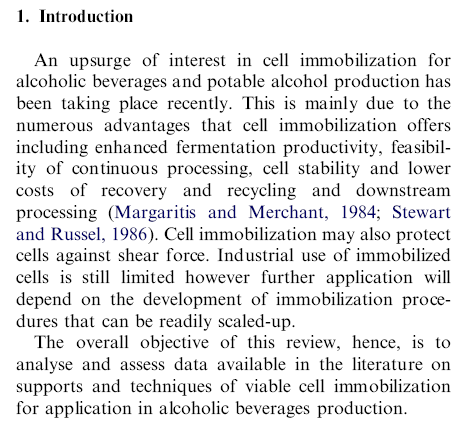 1. Introduction
An upsurge of interest in cell immobilization for
alcoholic beverages and potable alcohol production has
been taking place recently. This is mainly due to the
numerous advantages that cell immobilization offers
including enhanced fermentation productivity, feasibil-
ity of continuous processing, cell stability and lower
costs of recovery and recycling and downstream
processing (Margaritis and Merchant, 1984; Stewart
and Russel, 1986). Cell immobilization may also protect
cells against shear force. Industrial use of immobilized
cells is still limited however further application will
depend on the development of immobilization proce-
dures that can be readily scaled-up.
The overall objective of this review, hence, is to
analyse and assess data available in the literature on
supports and techniques of viable cell immobilization
for application in alcoholic beverages production.